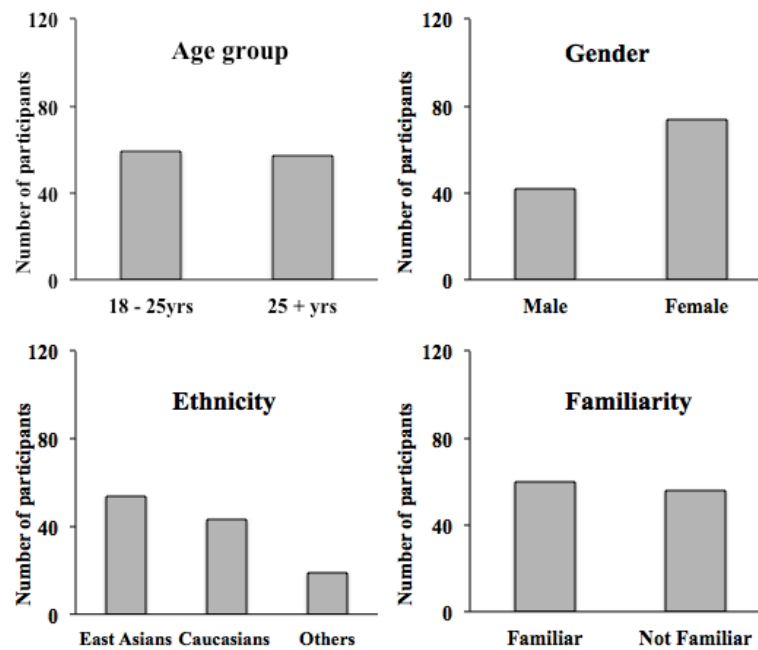 Age group
Number of participants
120
80
40
0
18 - 25yrs
25 + yrs
Gender
Number of participants
120
80
40
0
Male
Female
Ethnicity
Number of participants
120
80
40
0
East Asians
Caucasians
Others
Familiarity
Number of participants
120
80
40
0
Familiar
Not Familiar